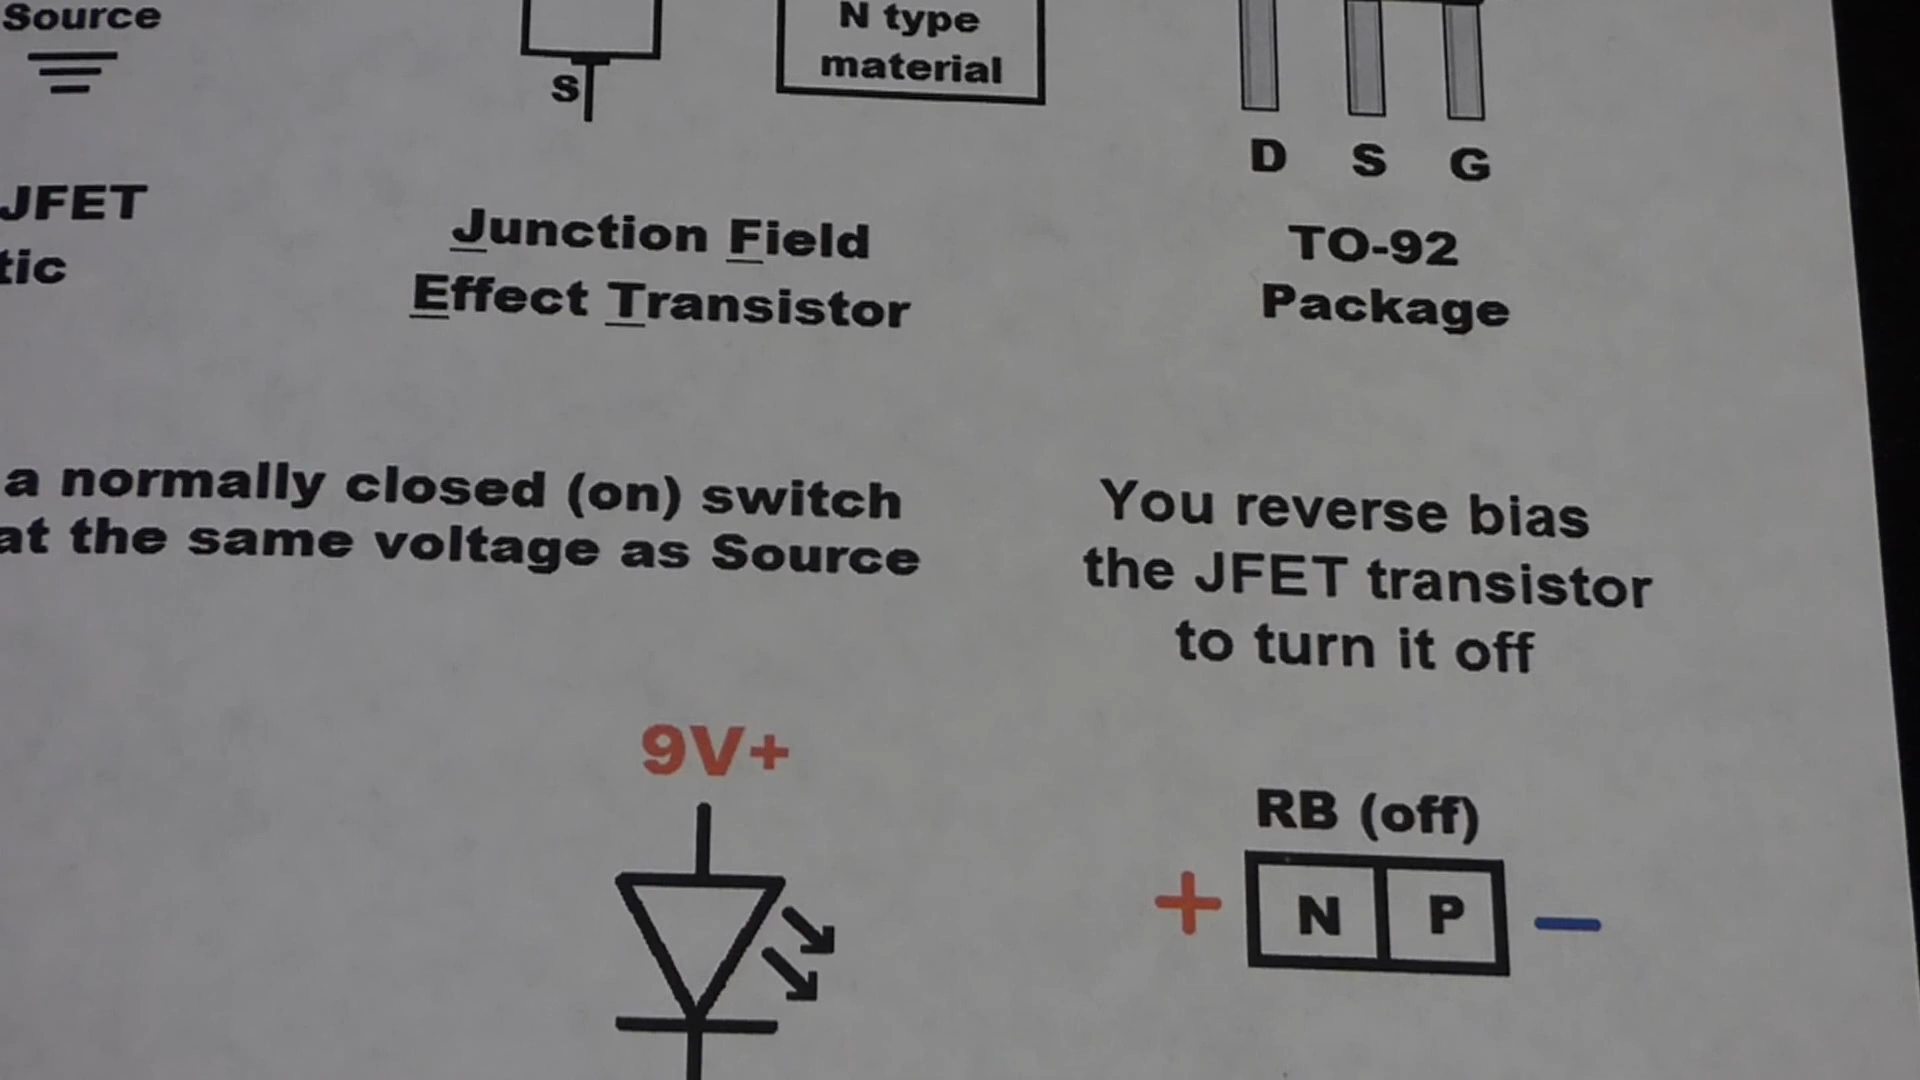 Source
S
N type
material
D S G
JFET
tic
Junction Field
Effect Transistor
TO-92
Package
a normally closed (on) switch
at the same voltage as Source
You reverse bias
the JFET transistor
to turn it off
9V+
RB (off)
+ N P −